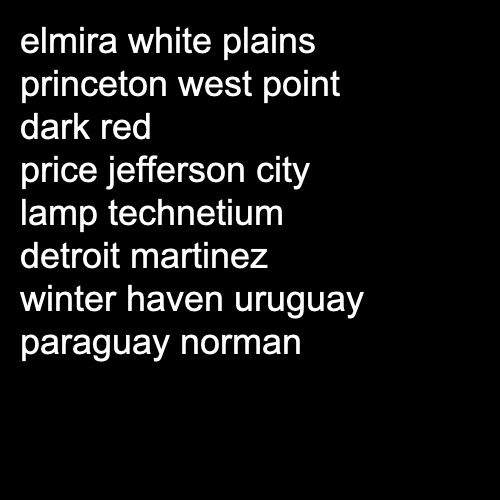 elmira white plains
princeton west point
dark red
price jefferson city
lamp technetium
detroit martinez
winter haven uruguay
paraguay norman